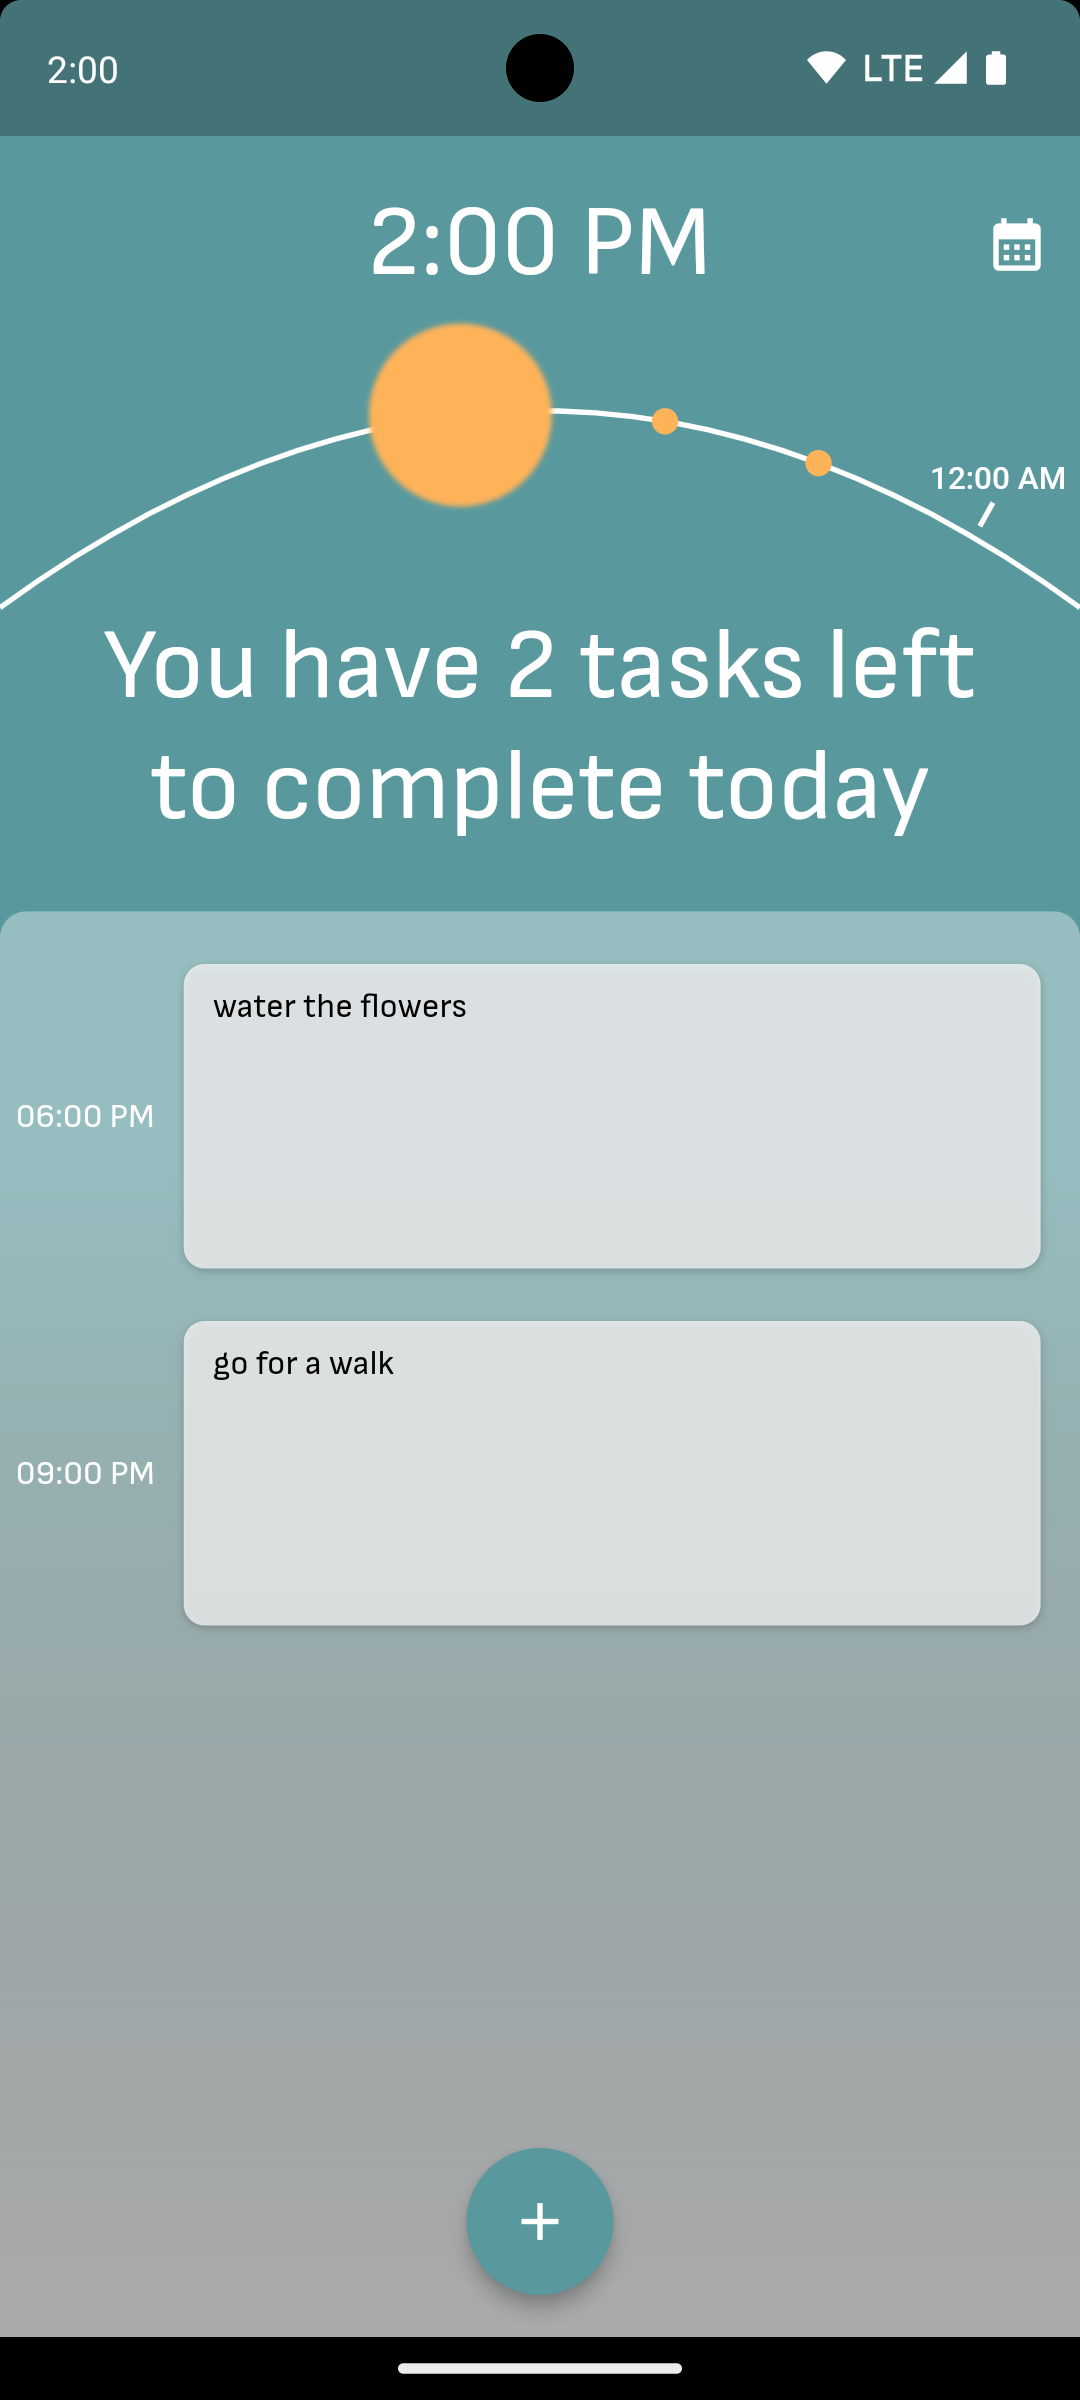 2:00
LTE
2:00 PM
12:00 AM
You have 2 tasks left
to complete today
water the flowers
06:00 PM
go for a walk
09:00 PM
+